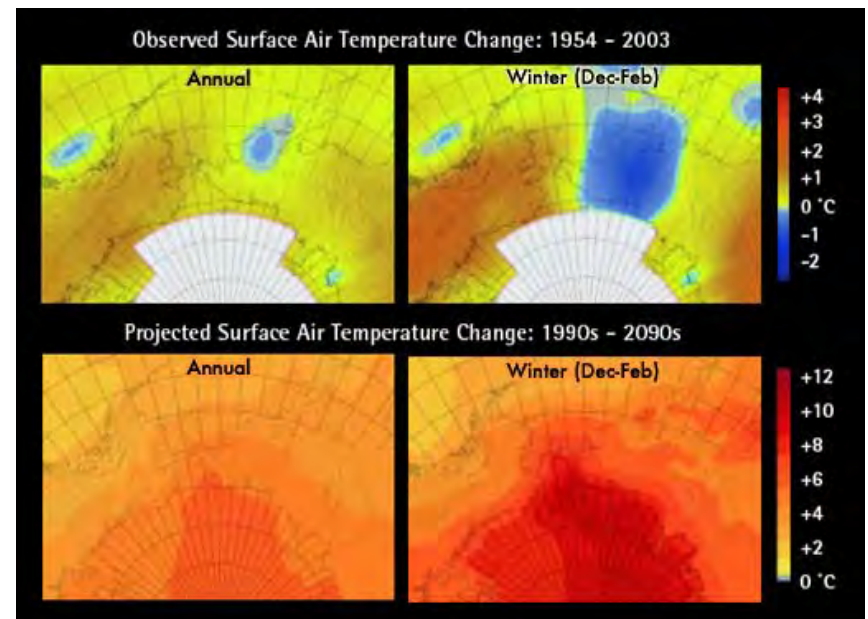 Observed Surface Air Temperature Change: 1954 - 2003
Annual
Winter (Dec-Feb)
+4
+3
+2
+1
0 °C
-1
-2
Projected Surface Air Temperature Change: 1990s - 2090s
Annual
Winter (Dec-Feb)
+12
+10
+8
+6
+4
+2
0 °C